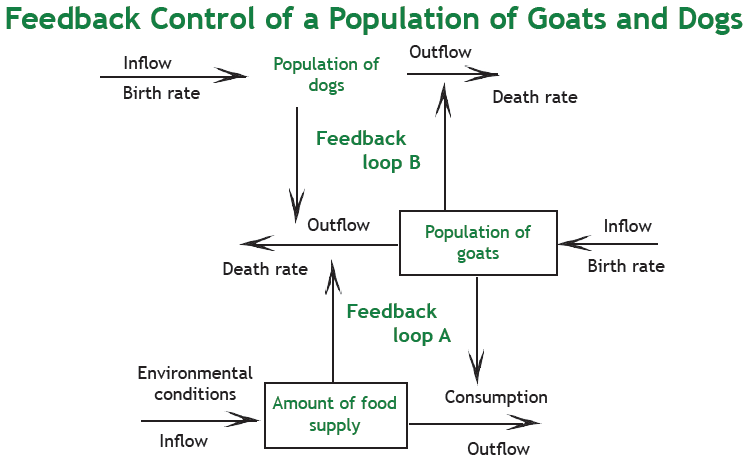 Feedback Control of a Population of Goats and Dogs
Inflow
Birth rate
Population of
dogs
Outflow
Death rate
Feedback
loop B
Outflow
Death rate
Population of
goats
Inflow
Birth rate
Feedback
loop A
Environmental
conditions
Inflow
Amount of food
supply
Consumption
Outflow